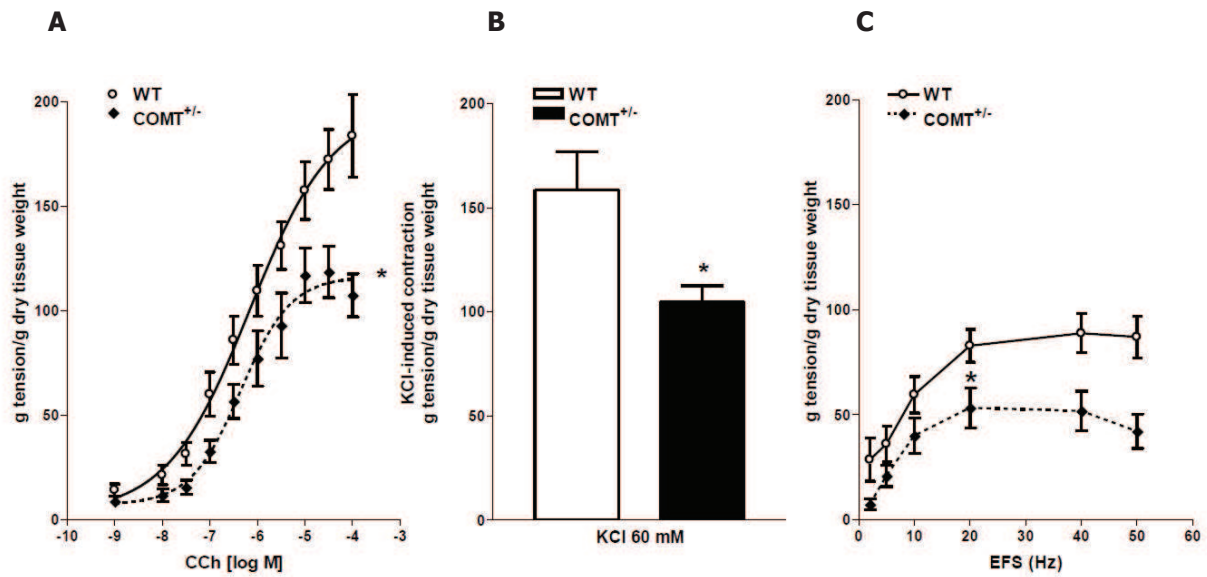 A
WT
COMT+/-
200
150
100
50
0
-10 -9 -8 -7 -6 -5 -4 -3
g tension/g dry tissue weight
CCh [log M]
*
B
WT
COMT+/-
200
150
100
50
0
KCl-induced contraction
g tension/g dry tissue weight
*
KCl 60 mM
C
WT
COMT+/-
200
150
100
50
0
g tension/g dry tissue weight
*
0 10 20 30 40 50 60
EFS (Hz)